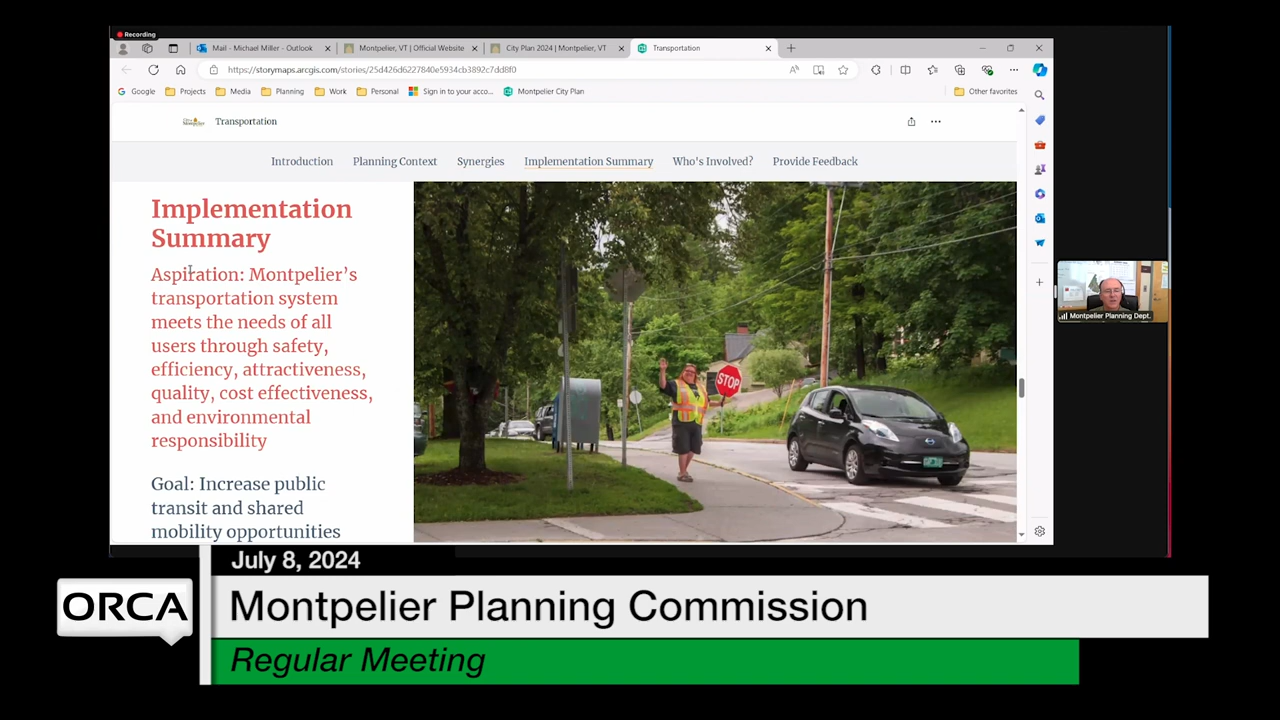 Recording
Mail - Michael Miller - Outlook
Montpelier, VT | Official Website
City Plan 2024 | Montpelier, VT
Transportation
https://storymaps.arcgis.com/stories/25d426d6227840e5934cb3892c7dd8f0
Google
Projects
Media
Planning
Work
Personal
Sign in to your acco...
Montpelier City Plan
Other favorites
Transportation
Introduction
Planning Context
Synergies
Implementation Summary
Who's Involved?
Provide Feedback
Implementation
Summary
Aspiration: Montpelier's
transportation system
meets the needs of all
users through safety,
efficiency, attractiveness,
quality, cost effectiveness,
and environmental
responsibility
Goal: Increase public
transit and shared
mobility opportunities
STOP
Montpelier Planning Dept.
July 8, 2024
ORCA
Montpelier Planning Commission
Regular Meeting